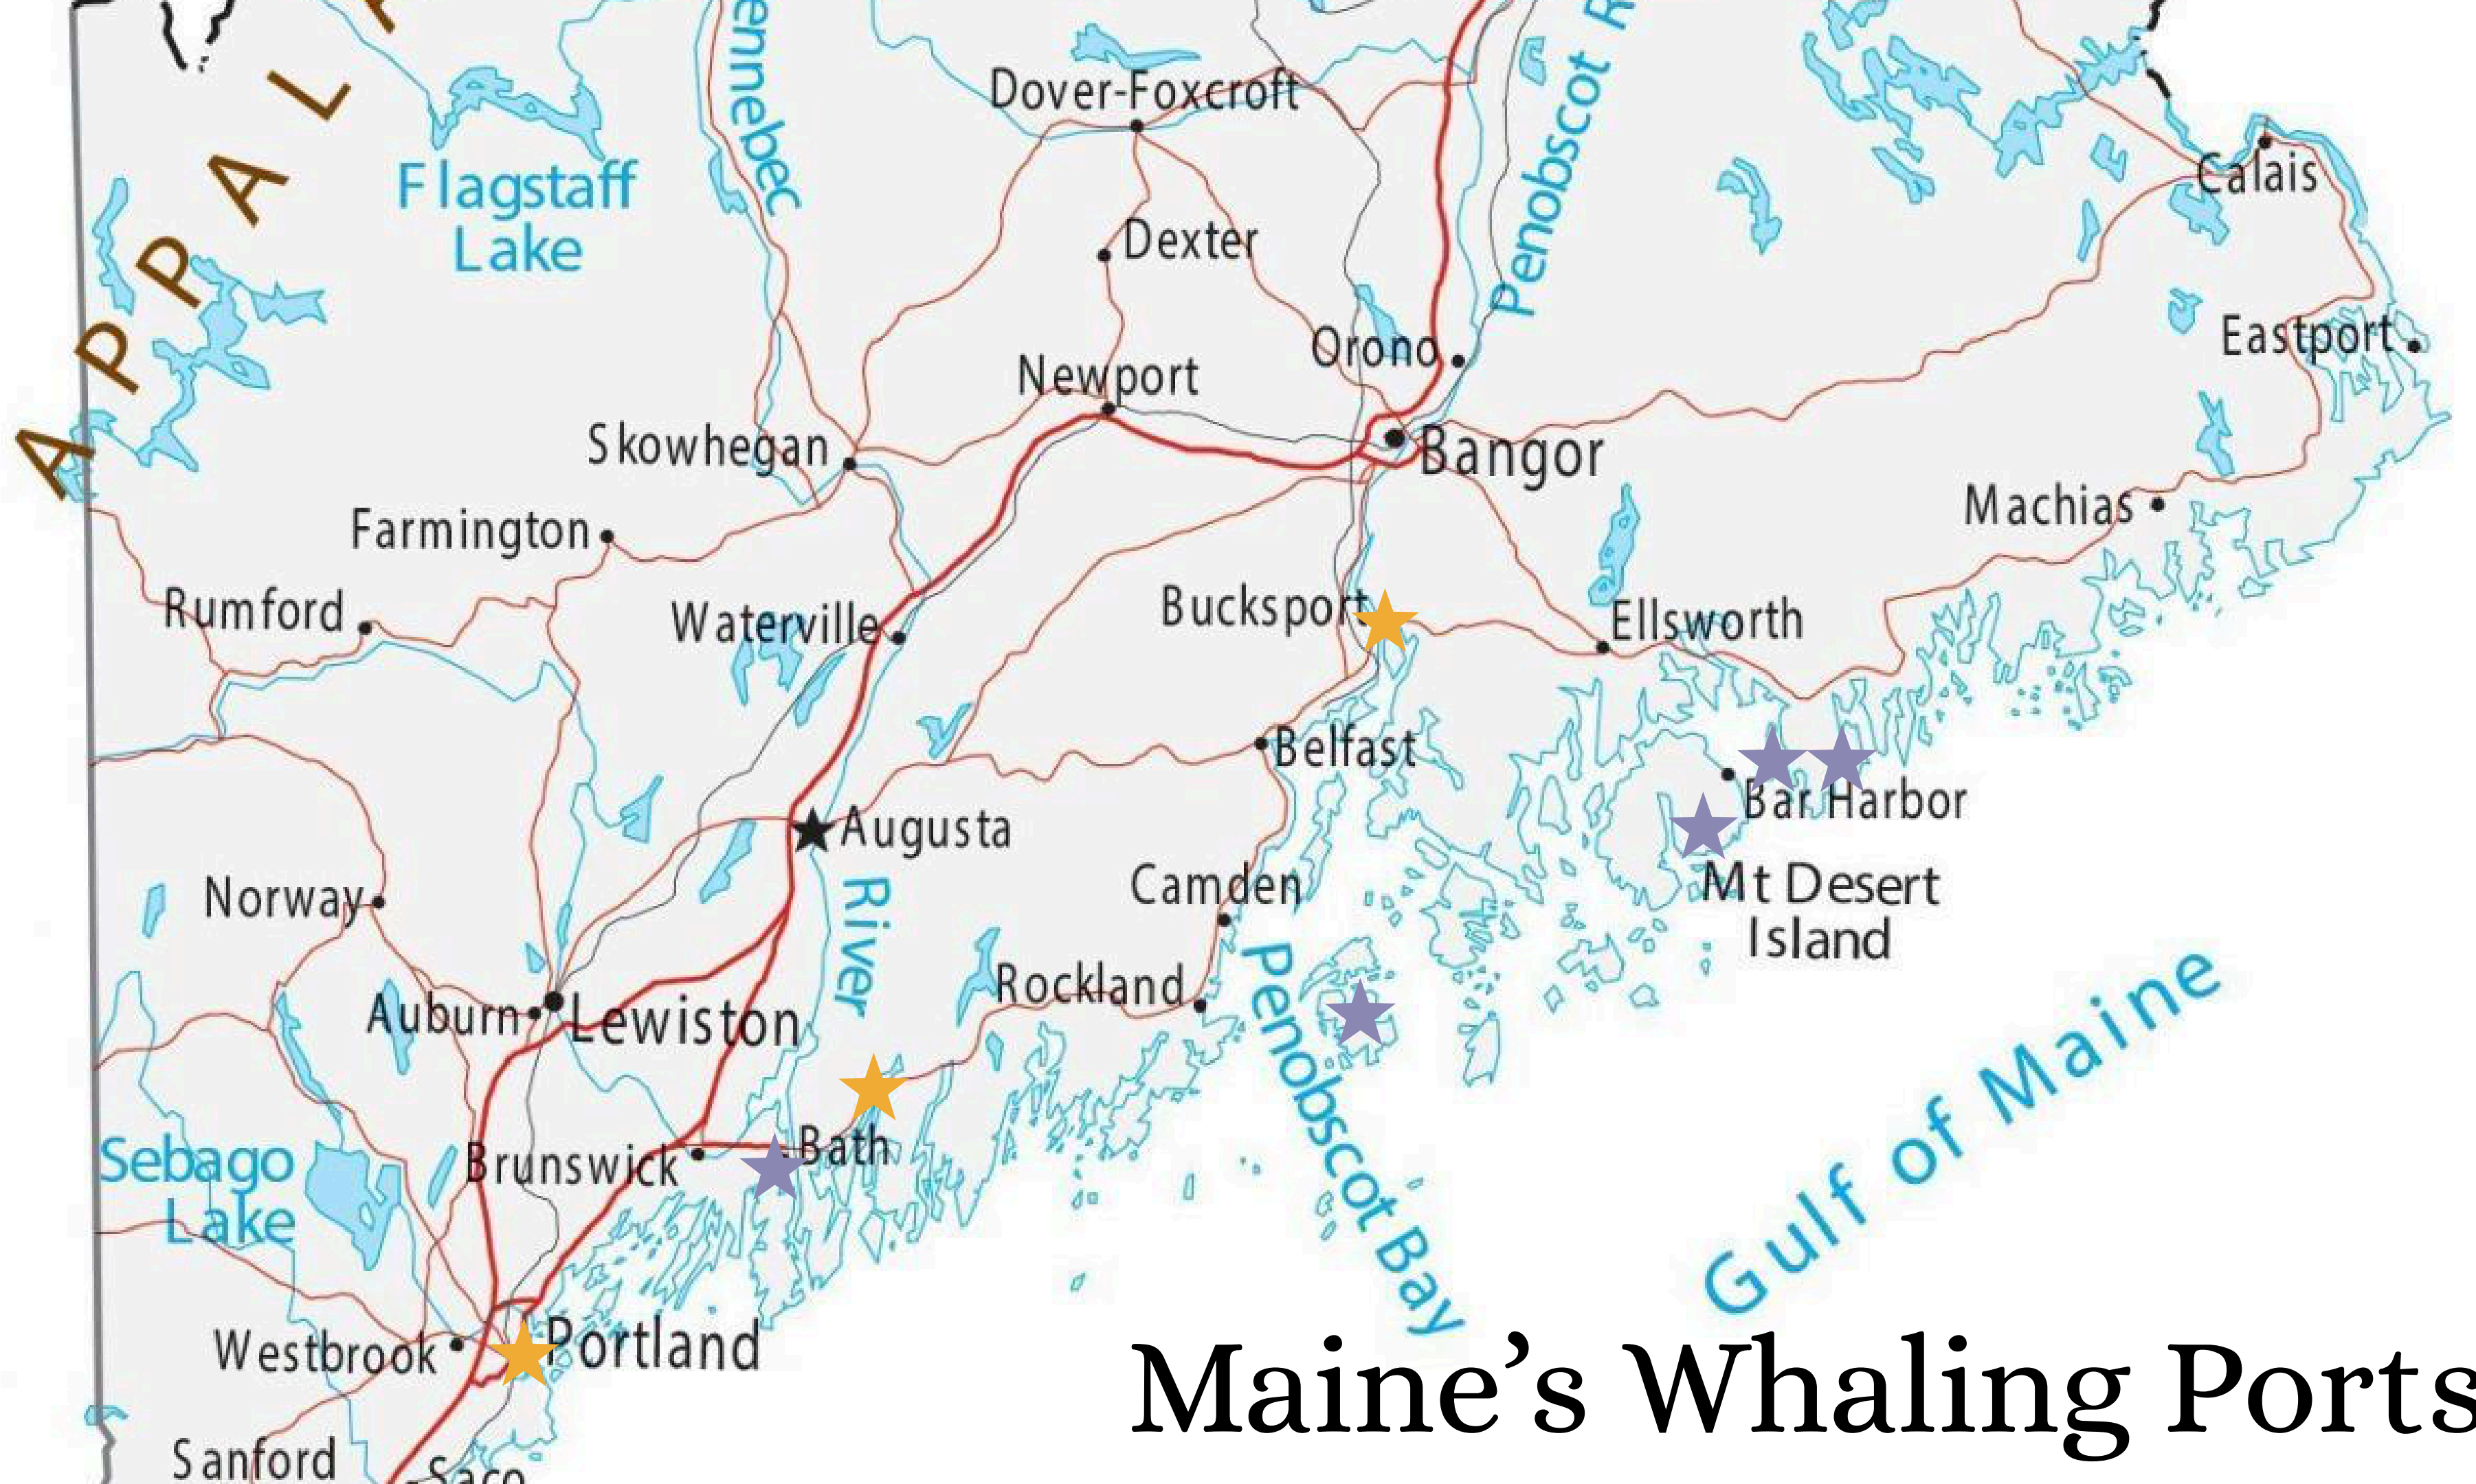 APPAL
Kennebec
Penobscot R
Dover-Foxcroft
Flagstaff
Lake
Calais
Dexter
Orono
Eastport
Newport
Skowhegan
Bangor
Machias
Farmington
Rumford
Waterville
Bucksport
Ellsworth
Belfast
Bar Harbor
Augusta
Mt Desert
Island
Norway
Camden
River
Rockland
Auburn
Lewiston
Penobscot Bay
Gulf of Maine
Bath
Brunswick
Sebago
Lake
Westbrook
Portland
Sanford
Saco
Maine's Whaling Ports